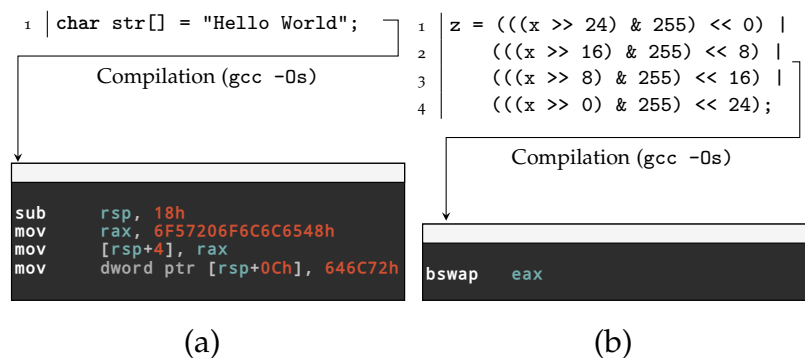 1 char str[] = "Hello World";
Compilation (gcc -Os)
sub rsp, 18h
mov rax, 6F57206F6C6C6548h
mov [rsp+4], rax
mov dword ptr [rsp+0Ch], 646C72h
(a)
1 z = (((x >> 24) & 255) << 0) |
2 (((x >> 16) & 255) << 8) |
3 (((x >> 8) & 255) << 16) |
4 (((x >> 0) & 255) << 24);
Compilation (gcc -Os)
bswap eax
(b)